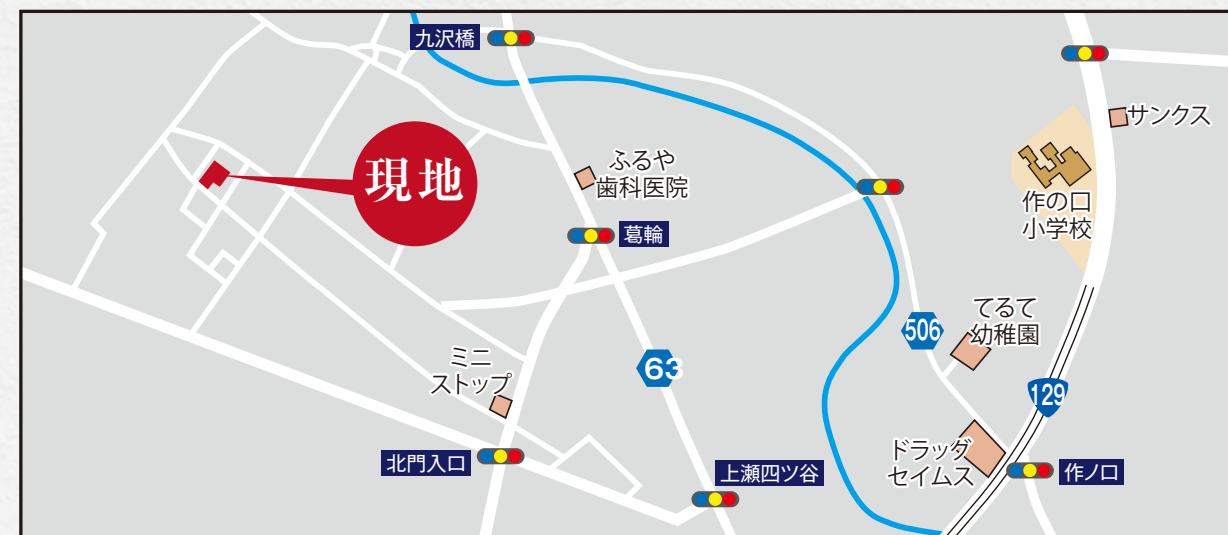 九沢橋
サンクス
現地
ふるや
歯科医院
作の口
小学校
葛輪
てるて
幼稚園
506
63
ミニ
ストップ
129
ドラッグ
セイムス
北門入口
上瀬四ツ谷
作ノ口